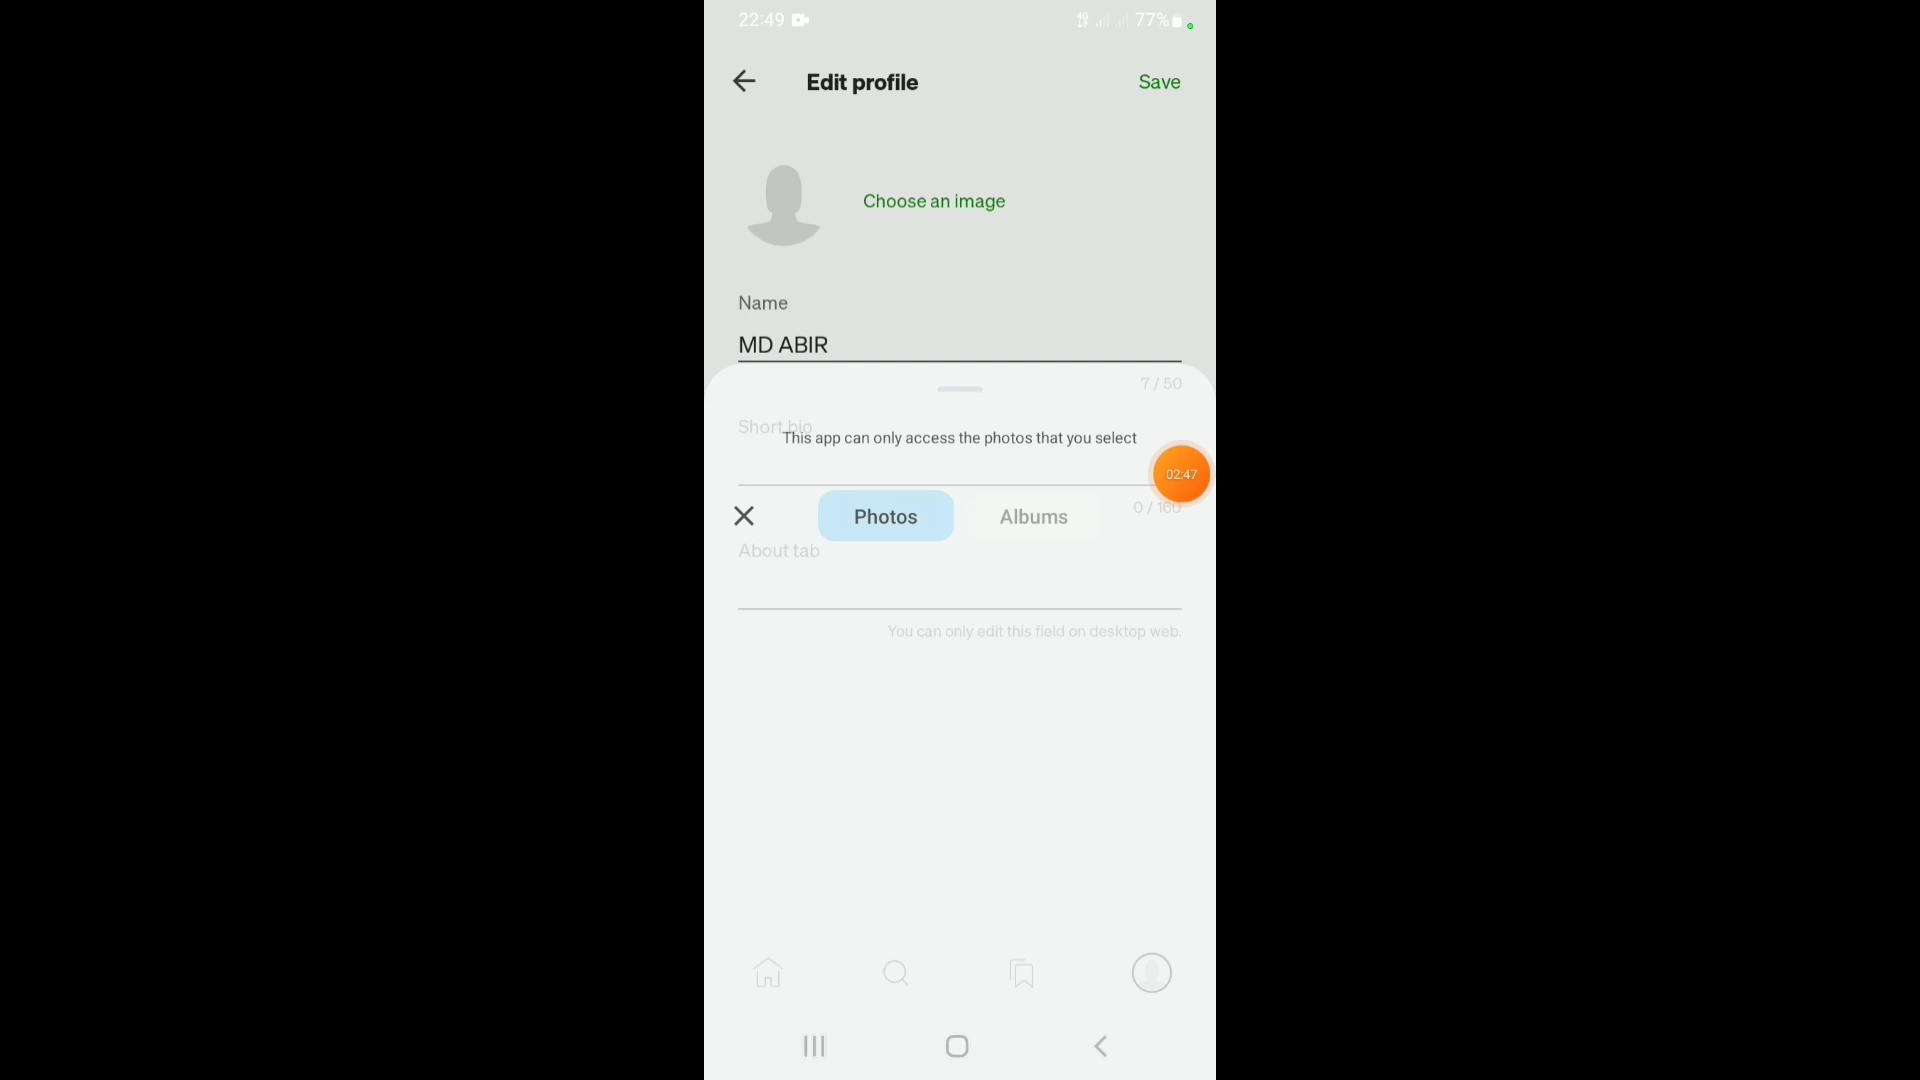 22:49 4G 77%
Edit profile Save
Choose an image
Name
MD ABIR
7 / 50
Short bio
This app can only access the photos that you select
02:47
0 / 160
Photos Albums
About tab
You can only edit this field on desktop web.